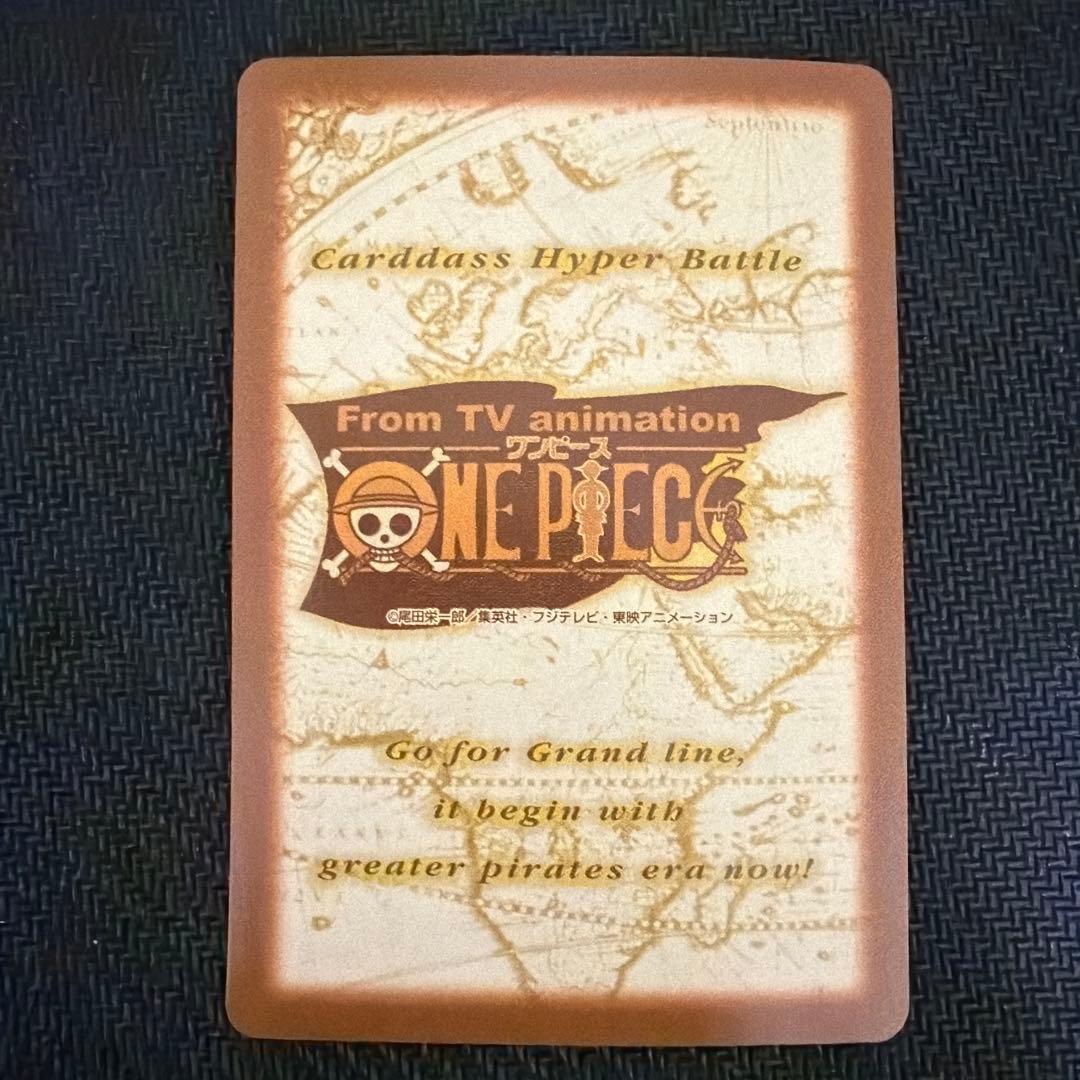 Septentrio
Carddass Hyper Battle
From TV animation
ワンピース
ONE PIECE
©尾田栄一郎／集英社・フジテレビ・東映アニメーション
Go for Grand line,
it begin with
greater pirates era now!